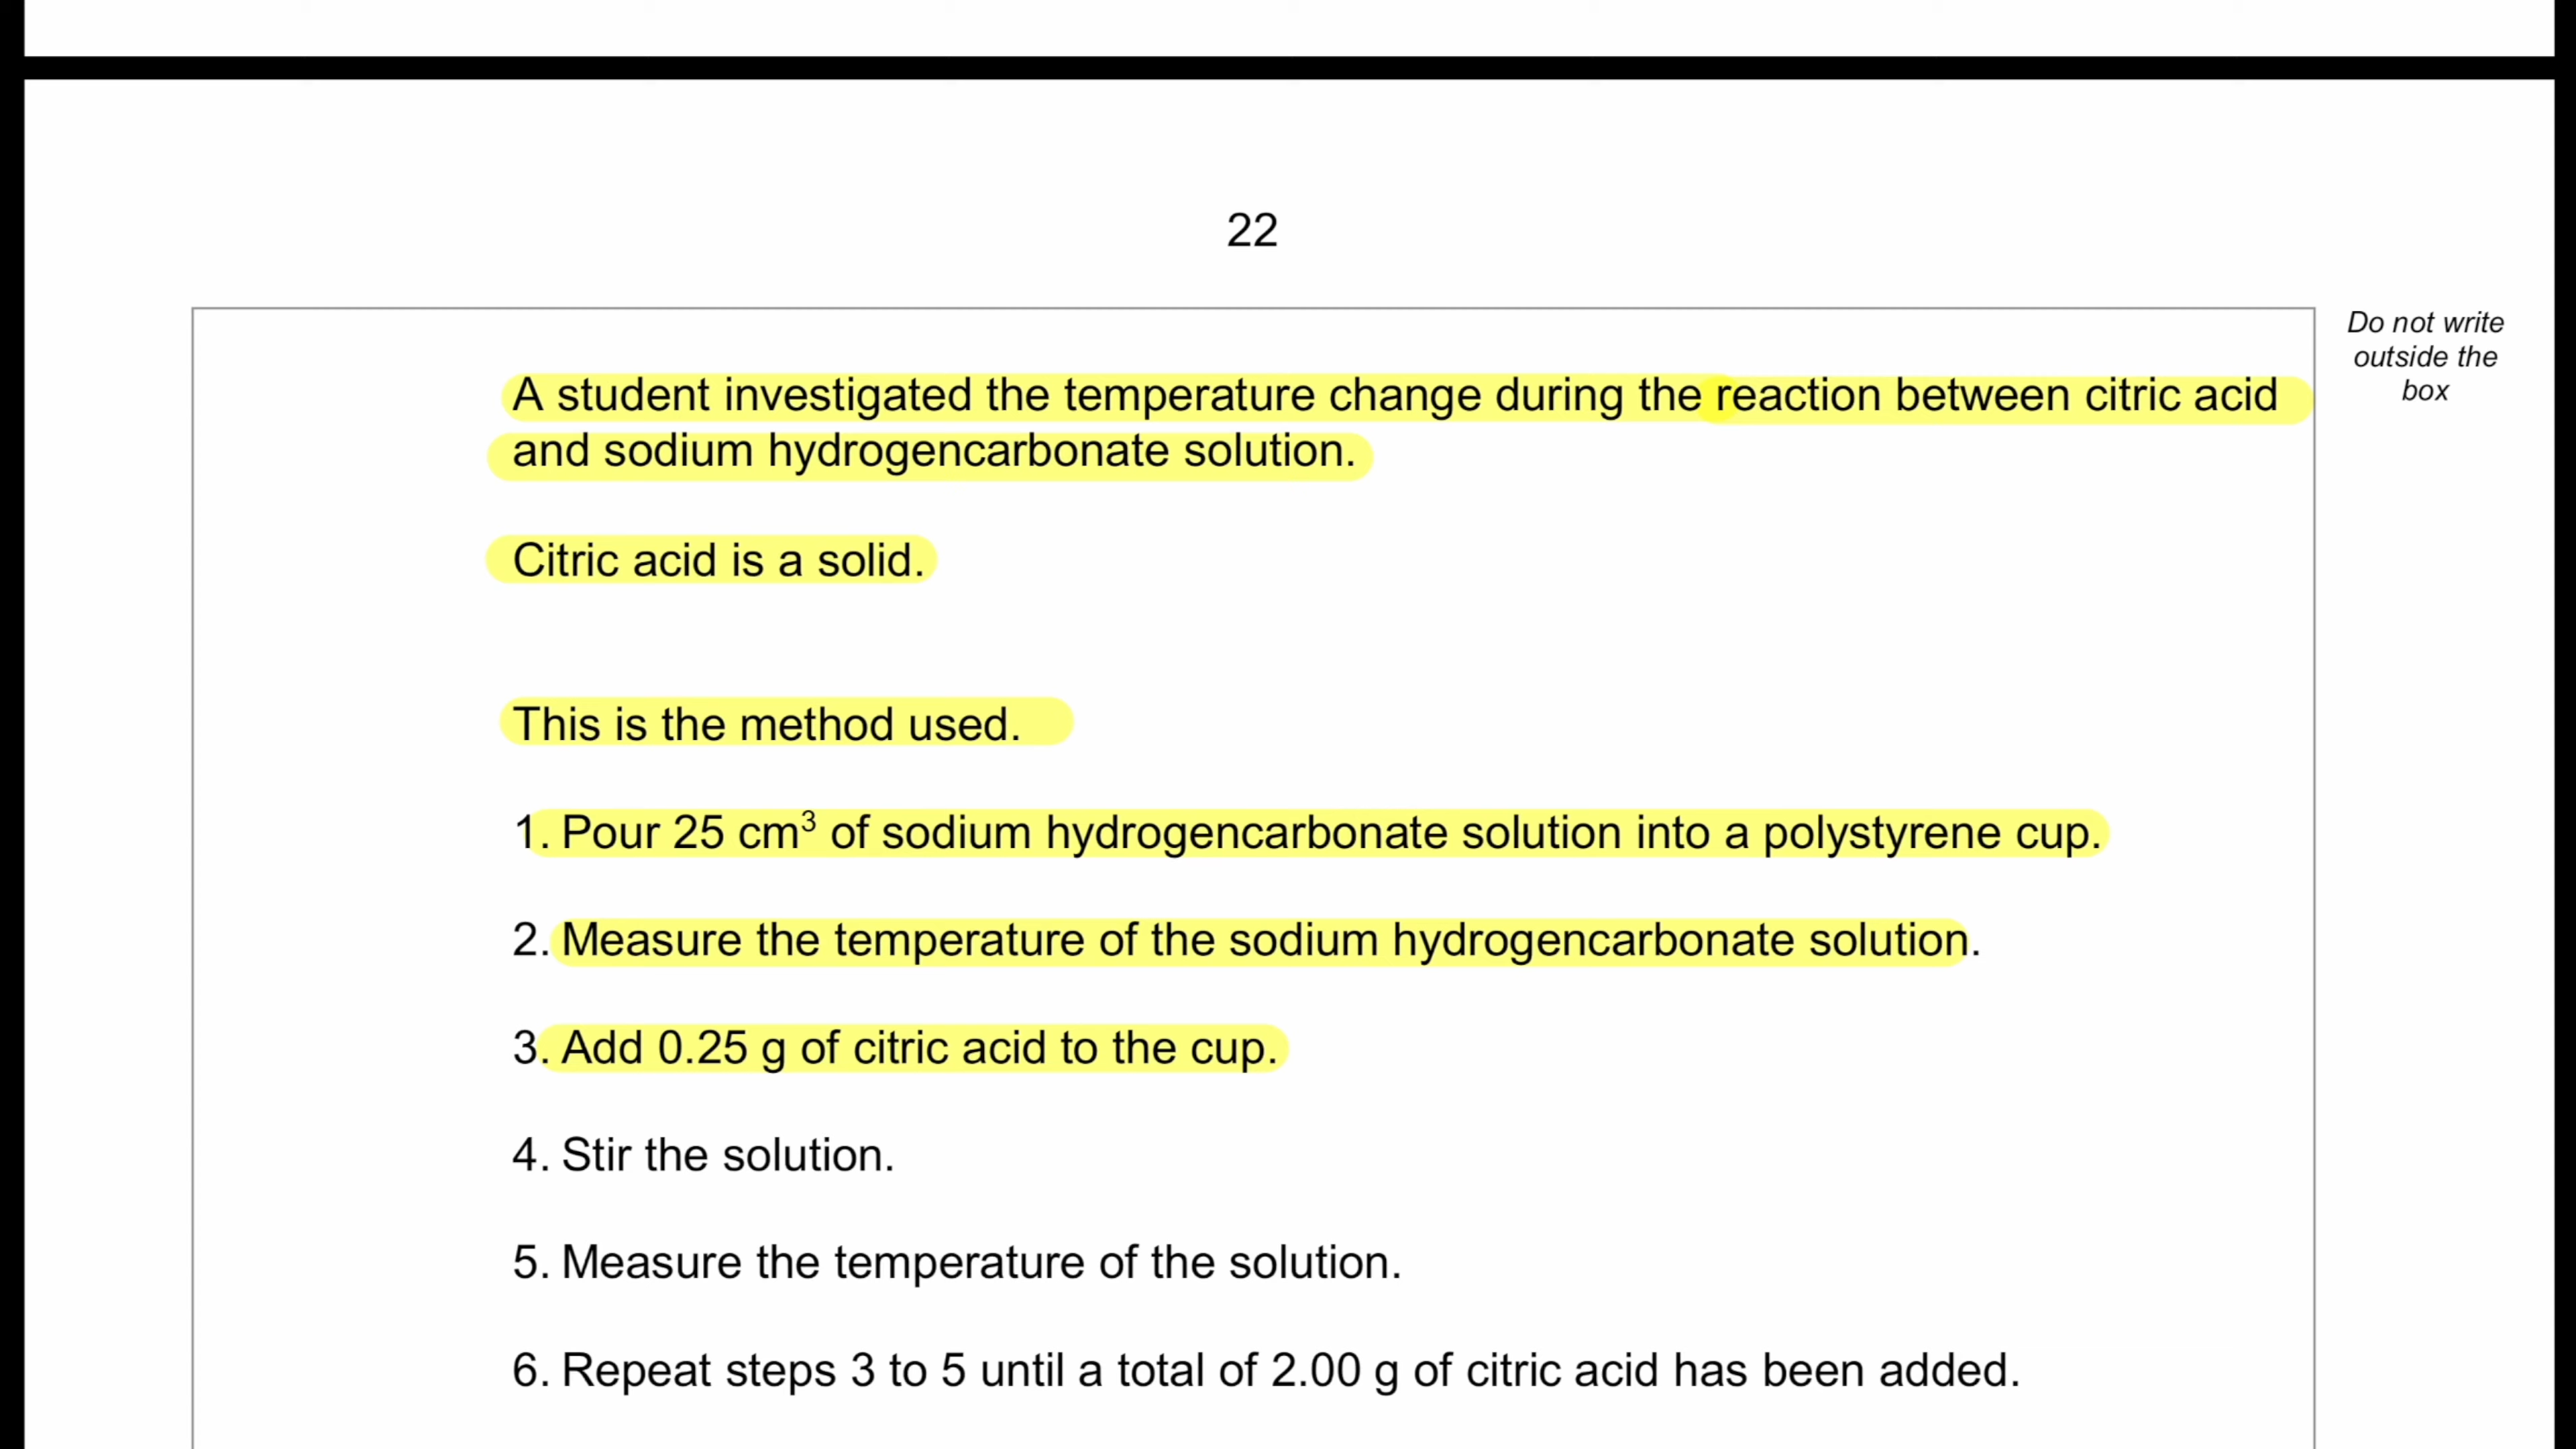 22
Do not write
outside the
box
A student investigated the temperature change during the reaction between citric acid
and sodium hydrogencarbonate solution.
Citric acid is a solid.
This is the method used.
1. Pour 25 cm³ of sodium hydrogencarbonate solution into a polystyrene cup.
2. Measure the temperature of the sodium hydrogencarbonate solution.
3. Add 0.25 g of citric acid to the cup.
4. Stir the solution.
5. Measure the temperature of the solution.
6. Repeat steps 3 to 5 until a total of 2.00 g of citric acid has been added.